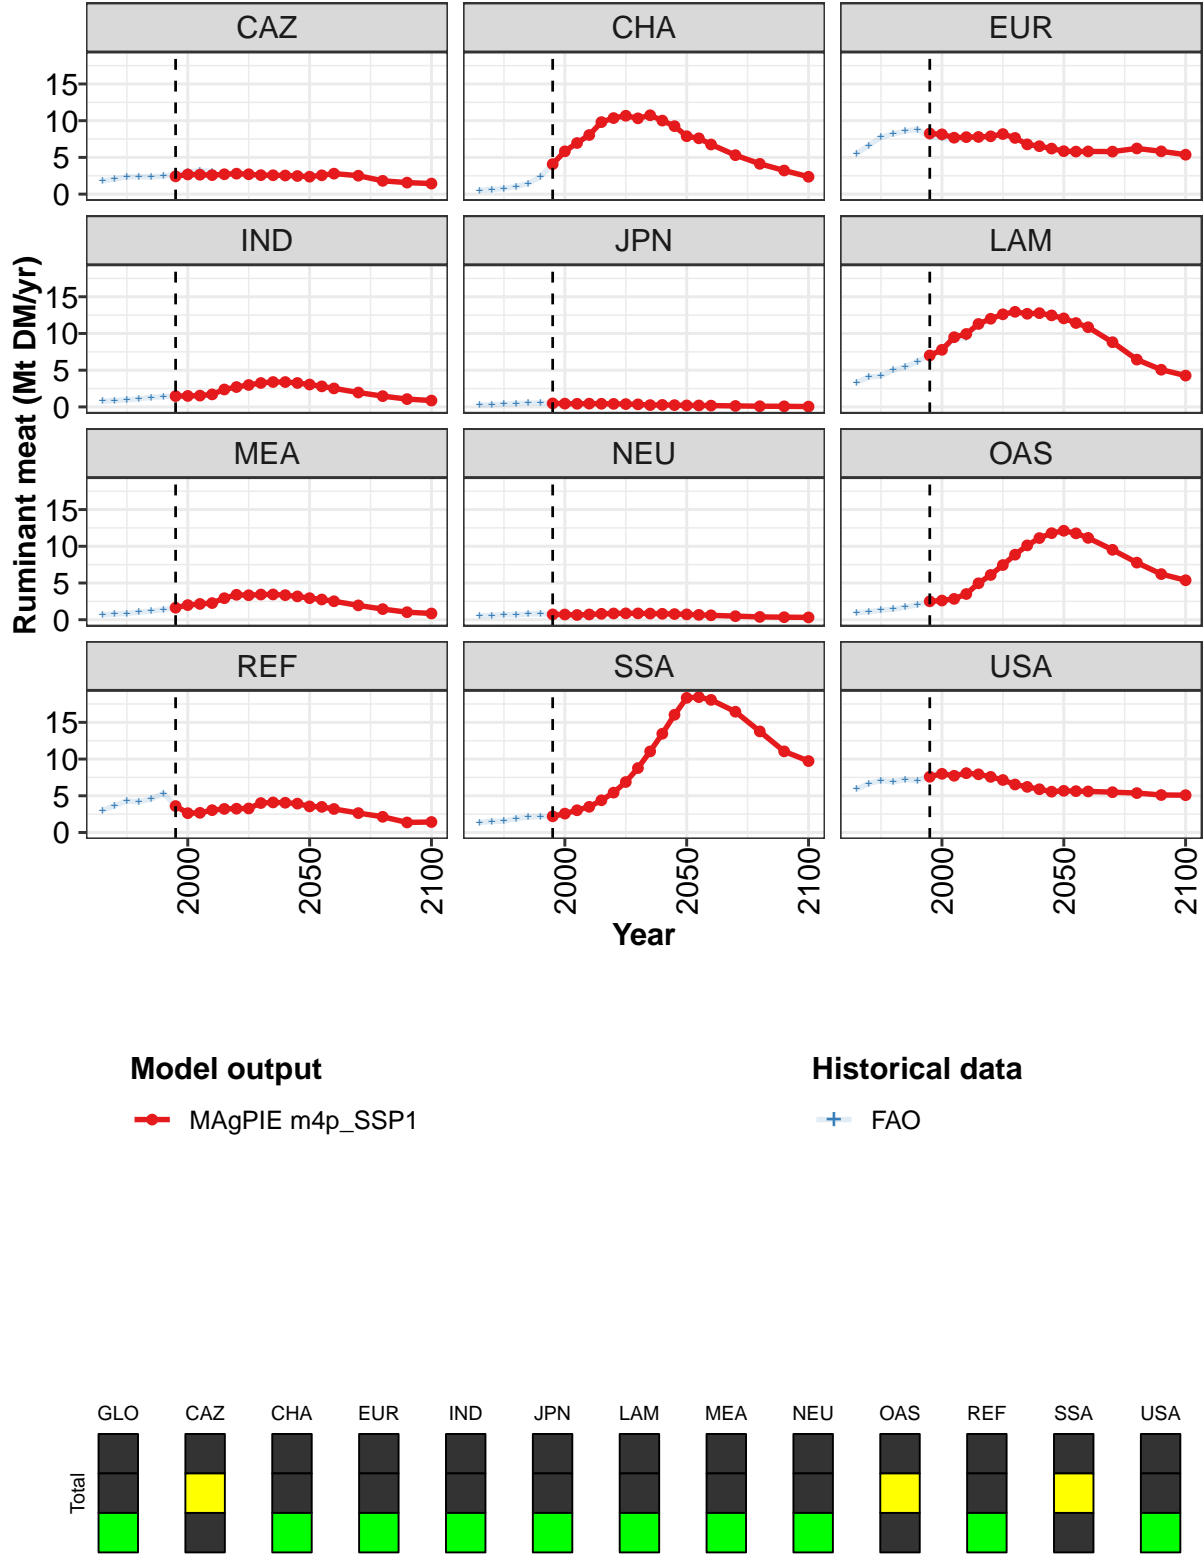 CAZ CHA EUR
15
10
5
0
IND JPN LAM
15
10
5
0
MEA NEU OAS
15
10
5
0
REF SSA USA
15
10
5
0
Ruminant meat (Mt DM/yr)
2000 2050 2100 2000 2050 2100 2000 2050 2100
Year
Model output Historical data
MAgPIE m4p_SSP1 FAO
GLO CAZ CHA EUR IND JPN LAM MEA NEU OAS REF SSA USA
Total